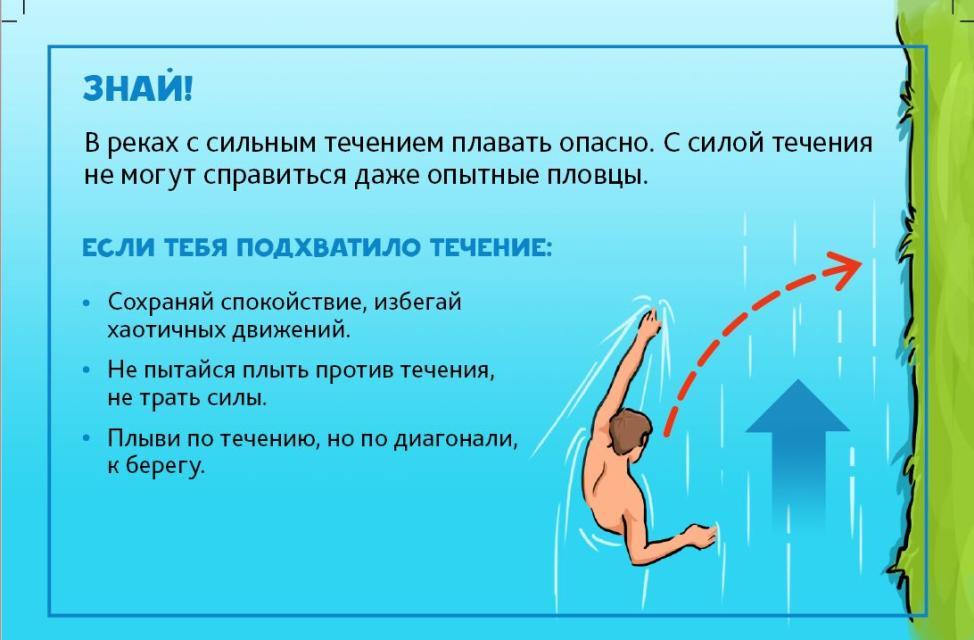 ЗНАЙ!
В реках с сильным течением плавать опасно. С силой течения
не могут справиться даже опытные пловцы.
ЕСЛИ ТЕБЯ ПОДХВАТИЛО ТЕЧЕНИЕ:
• Сохраняй спокойствие, избегай
хаотичных движений.
• Не пытайся плыть против течения,
не трать силы.
• Плыви по течению, но по диагонали,
к берегу.